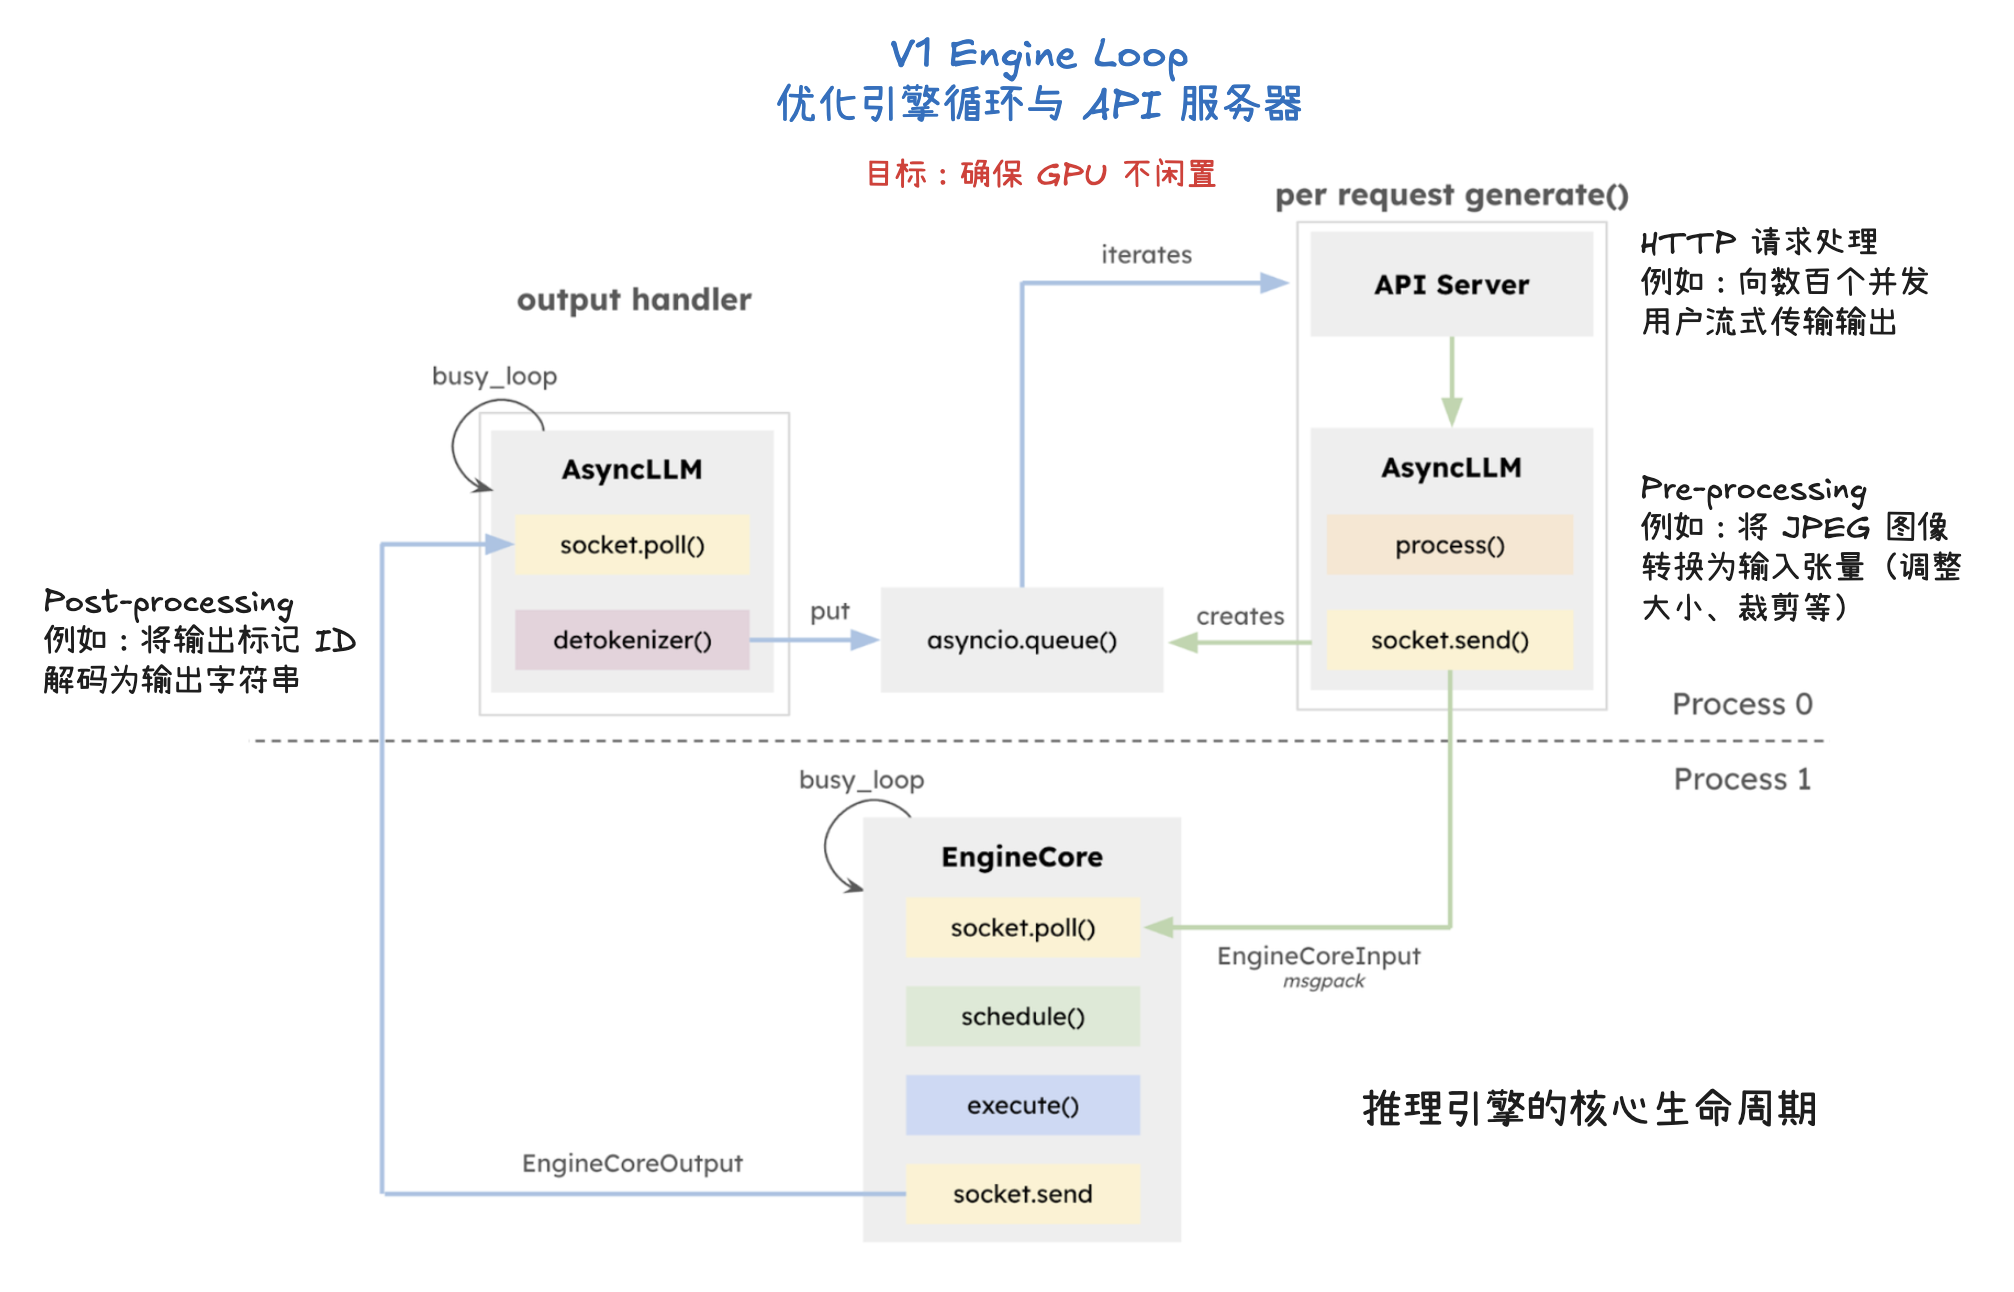 V1 Engine Loop
优化引擎循环与 API 服务器
目标：确保 GPU 不闲置
per request generate()
HTTP 请求处理
例如：向数百个并发
用户流式传输输出
iterates
API Server
output handler
busy_loop
AsyncLLM
socket.poll()
detokenizer()
Post-processing
例如：将输出标记 ID
解码为输出字符串
put
asyncio.queue()
creates
AsyncLLM
process()
socket.send()
Pre-processing
例如：将 JPEG 图像
转换为输入张量（调整
大小、裁剪等）
Process 0
Process 1
busy_loop
EngineCore
socket.poll()
schedule()
execute()
socket.send
EngineCoreInput
msgpack
EngineCoreOutput
推理引擎的核心生命周期